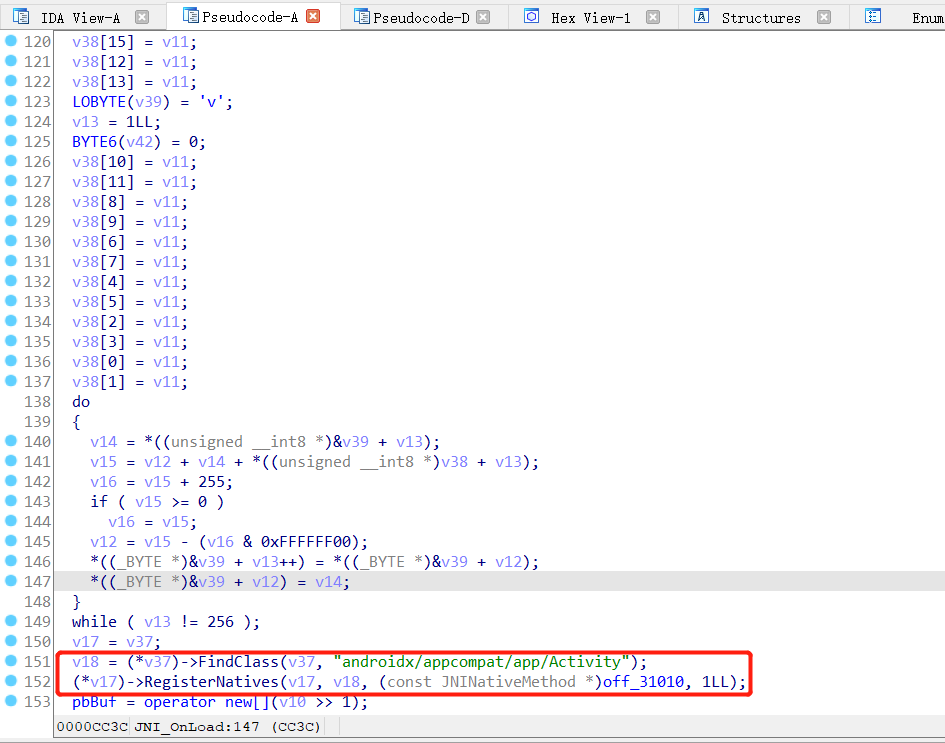 IDA View-A Pseudocode-A Pseudocode-D Hex View-1 Structures Enum
120 v38[15] = v11;
121 v38[12] = v11;
122 v38[13] = v11;
123 LOBYTE(v39) = 'v';
124 v13 = 1LL;
125 BYTE6(v42) = 0;
126 v38[10] = v11;
127 v38[11] = v11;
128 v38[8] = v11;
129 v38[9] = v11;
130 v38[6] = v11;
131 v38[7] = v11;
132 v38[4] = v11;
133 v38[5] = v11;
134 v38[2] = v11;
135 v38[3] = v11;
136 v38[0] = v11;
137 v38[1] = v11;
138 do
139 {
140 v14 = *((unsigned __int8 *)&v39 + v13);
141 v15 = v12 + v14 + *((unsigned __int8 *)v38 + v13);
142 v16 = v15 + 255;
143 if ( v15 >= 0 )
144 v16 = v15;
145 v12 = v15 - (v16 & 0xFFFFFF00);
146 *((_BYTE *)&v39 + v13++) = *((_BYTE *)&v39 + v12);
147 *((_BYTE *)&v39 + v12) = v14;
148 }
149 while ( v13 != 256 );
150 v17 = v37;
151 v18 = (*v37)->FindClass(v37, "androidx/appcompat/app/Activity");
152 (*v17)->RegisterNatives(v17, v18, (const JNINativeMethod *)off_31010, 1LL);
153 pbBuf = operator new[](v10 >> 1);
0000CC3C JNI_OnLoad:147 (CC3C)